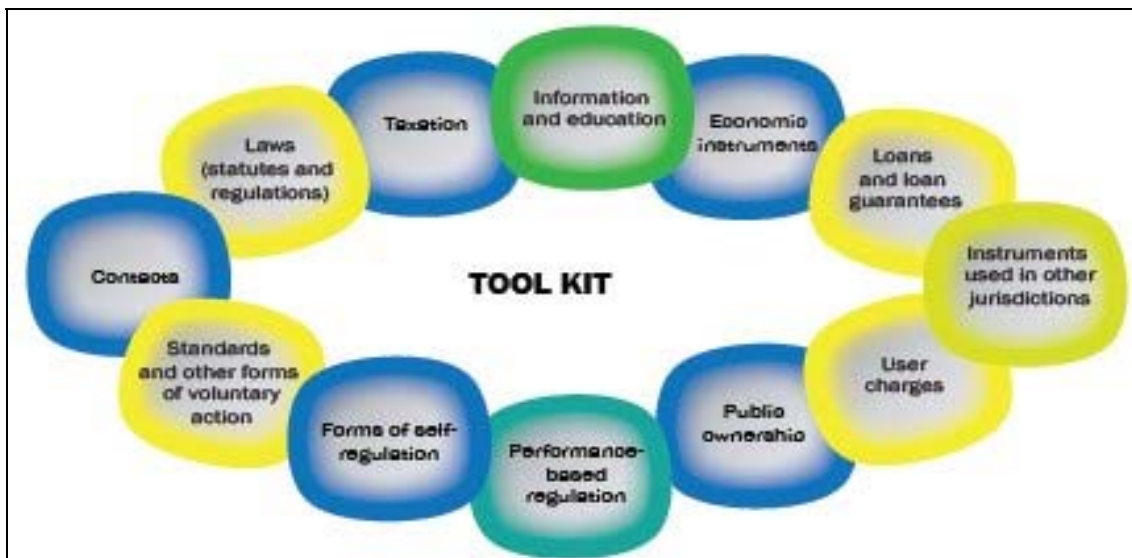 Information
and education
Taxation
Economic
instruments
Laws
(statutes and
regulations)
Loans
and loan
guarantees
Contacts
TOOL KIT
Instruments
used in other
jurisdictions
Standards
and other forms
of voluntary
action
User
charges
Forms of self-
regulation
Performance-
based
regulation
Public
ownership